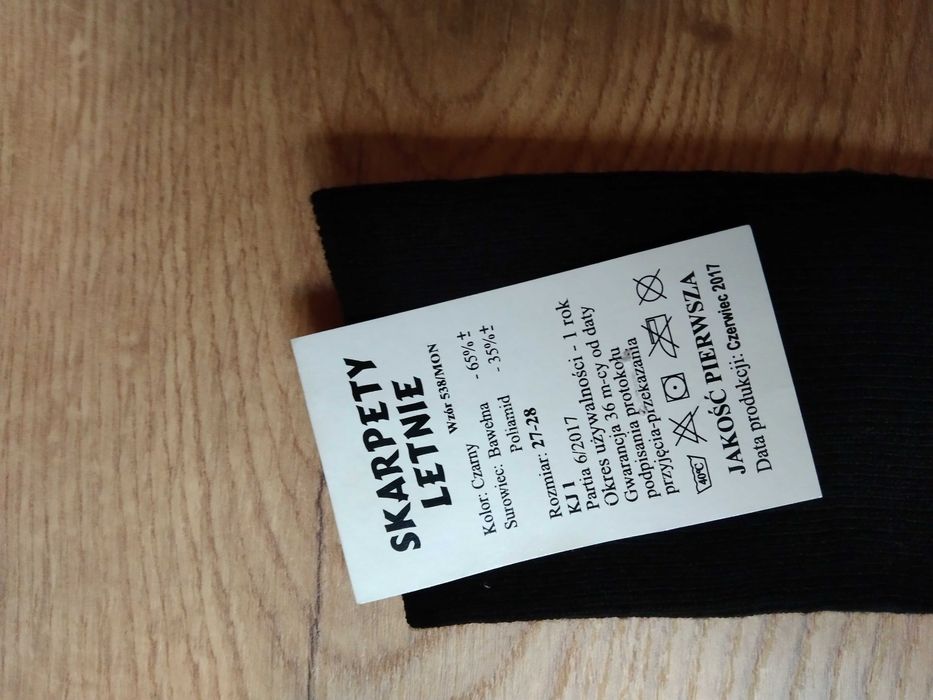 SKARPETY
LETNIE
Wzór 538/MON
Kolor: Czarny
Surowiec: Bawełna - 65%±
Poliamid - 35%±
Rozmiar: 27-28
KJ 1
Partia 6/2017
Okres używalności - 1 rok
Gwarancja 36 m-cy od daty
podpisania protokołu
przyjęcia-przekazania
40°C
JAKOŚĆ PIERWSZA
Data produkcji: Czerwiec 2017